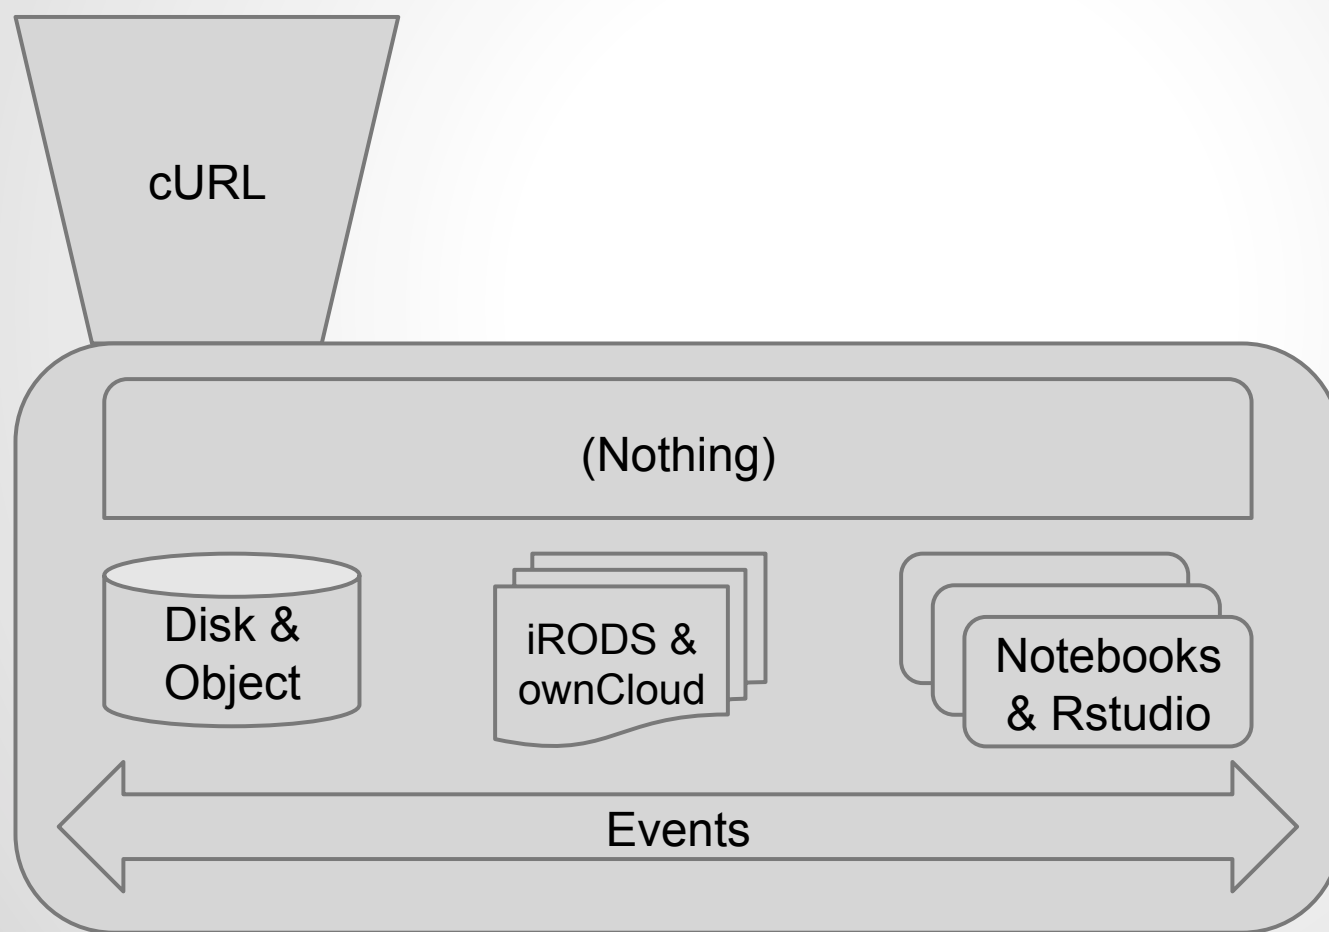 cURL
(Nothing)
Disk &
Object
iRODS &
ownCloud
Notebooks
& Rstudio
Events